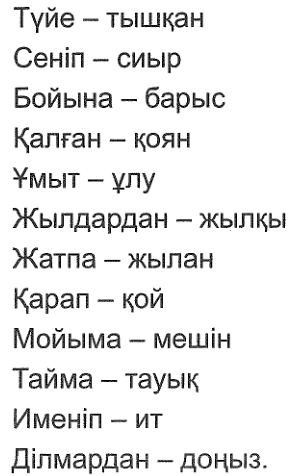 Түйе – тышқан
Сеніп – сиыр
Бойына – барыс
Қалған – қоян
Ұмыт – ұлу
Жылдардан – жылқы
Жатпа – жылан
Қарап – қой
Мойыма – мешін
Тайма – тауық
Именіп – ит
Ділмардан – доңыз.